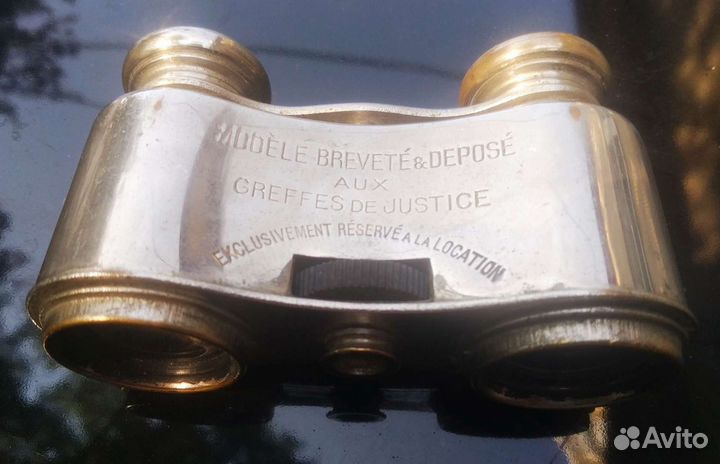 MODÈLE BREVETÉ & DEPOSÉ
AUX
GREFFES DE JUSTICE
EXCLUSIVEMENT RÉSERVÉ A LA LOCATION
Avito